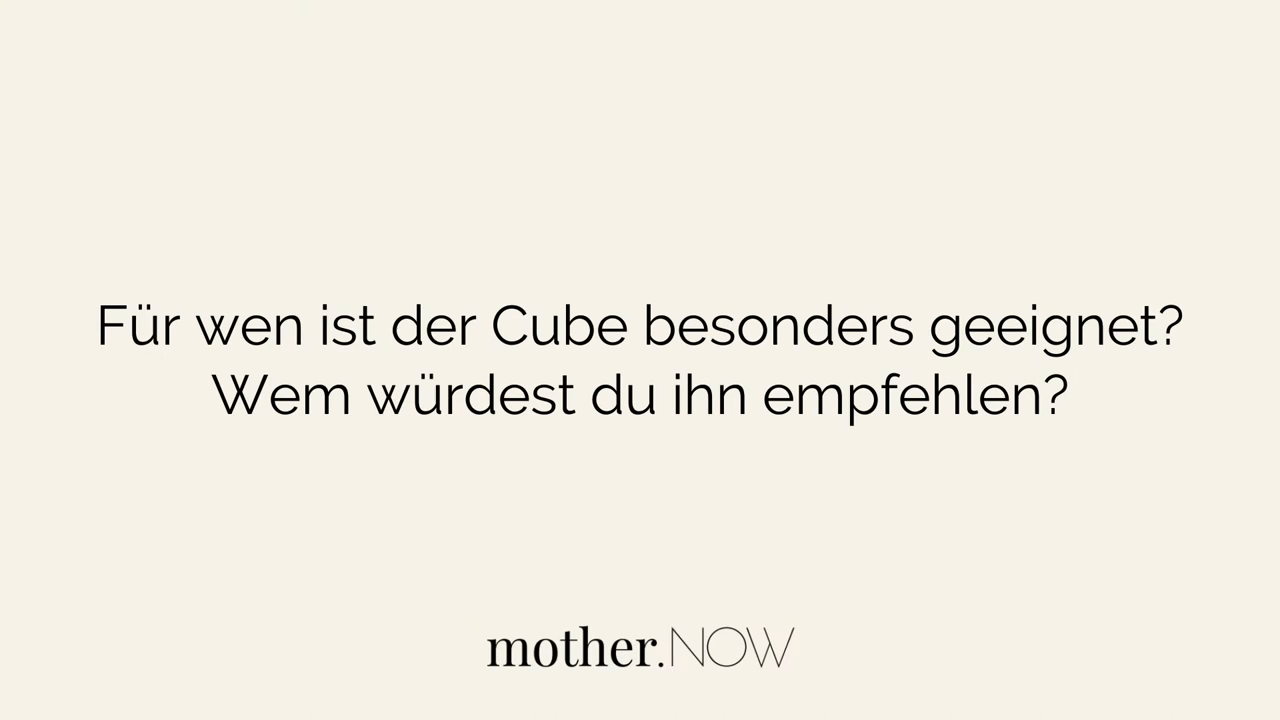 Für wen ist der Cube besonders geeignet?
Wem würdest du ihn empfehlen?
mother.NOW